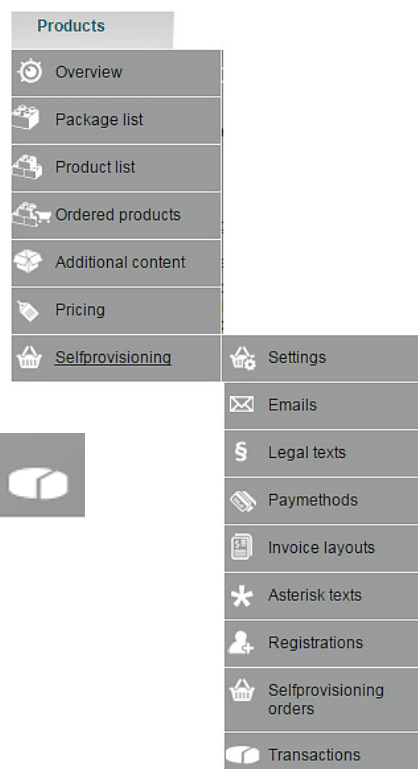 Products
Overview
Package list
Product list
Ordered products
Additional content
Pricing
Selfprovisioning
Settings
Emails
§ Legal texts
Paymethods
Invoice layouts
Asterisk texts
Registrations
Selfprovisioning
orders
Transactions